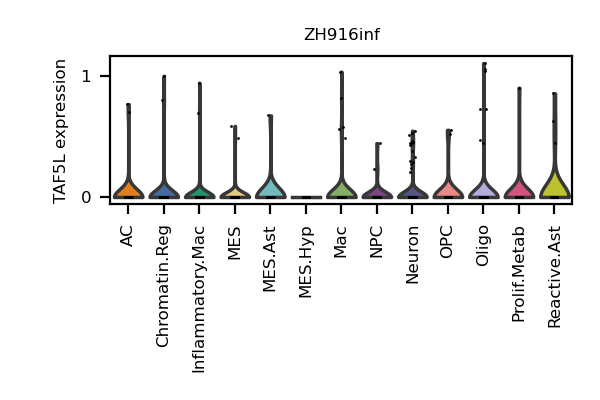 ZH916inf
TAF5L expression
1
0
AC
Chromatin.Reg
Inflammatory.Mac
MES
MES.Ast
MES.Hyp
Mac
NPC
Neuron
OPC
Oligo
Prolif.Metab
Reactive.Ast